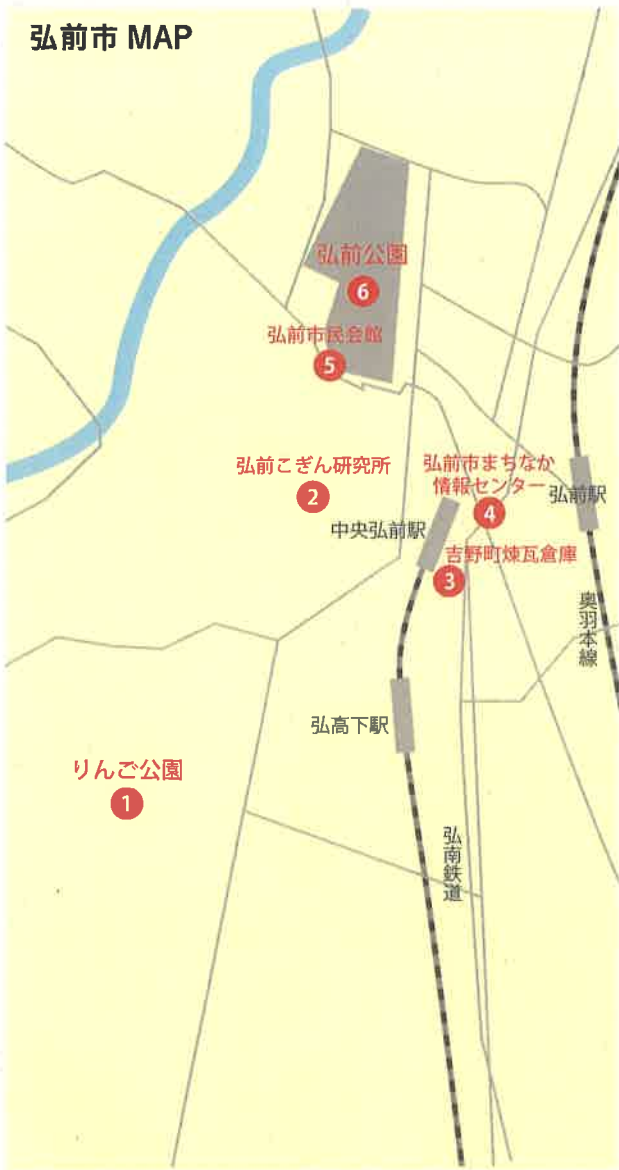 弘前市 MAP
弘前公園
6
弘前市民会館
5
弘前こぎん研究所
2
弘前市まちなか
情報センター
4
弘前駅
中央弘前駅
吉野町煉瓦倉庫
3
奥羽本線
弘高下駅
りんご公園
1
弘南鉄道